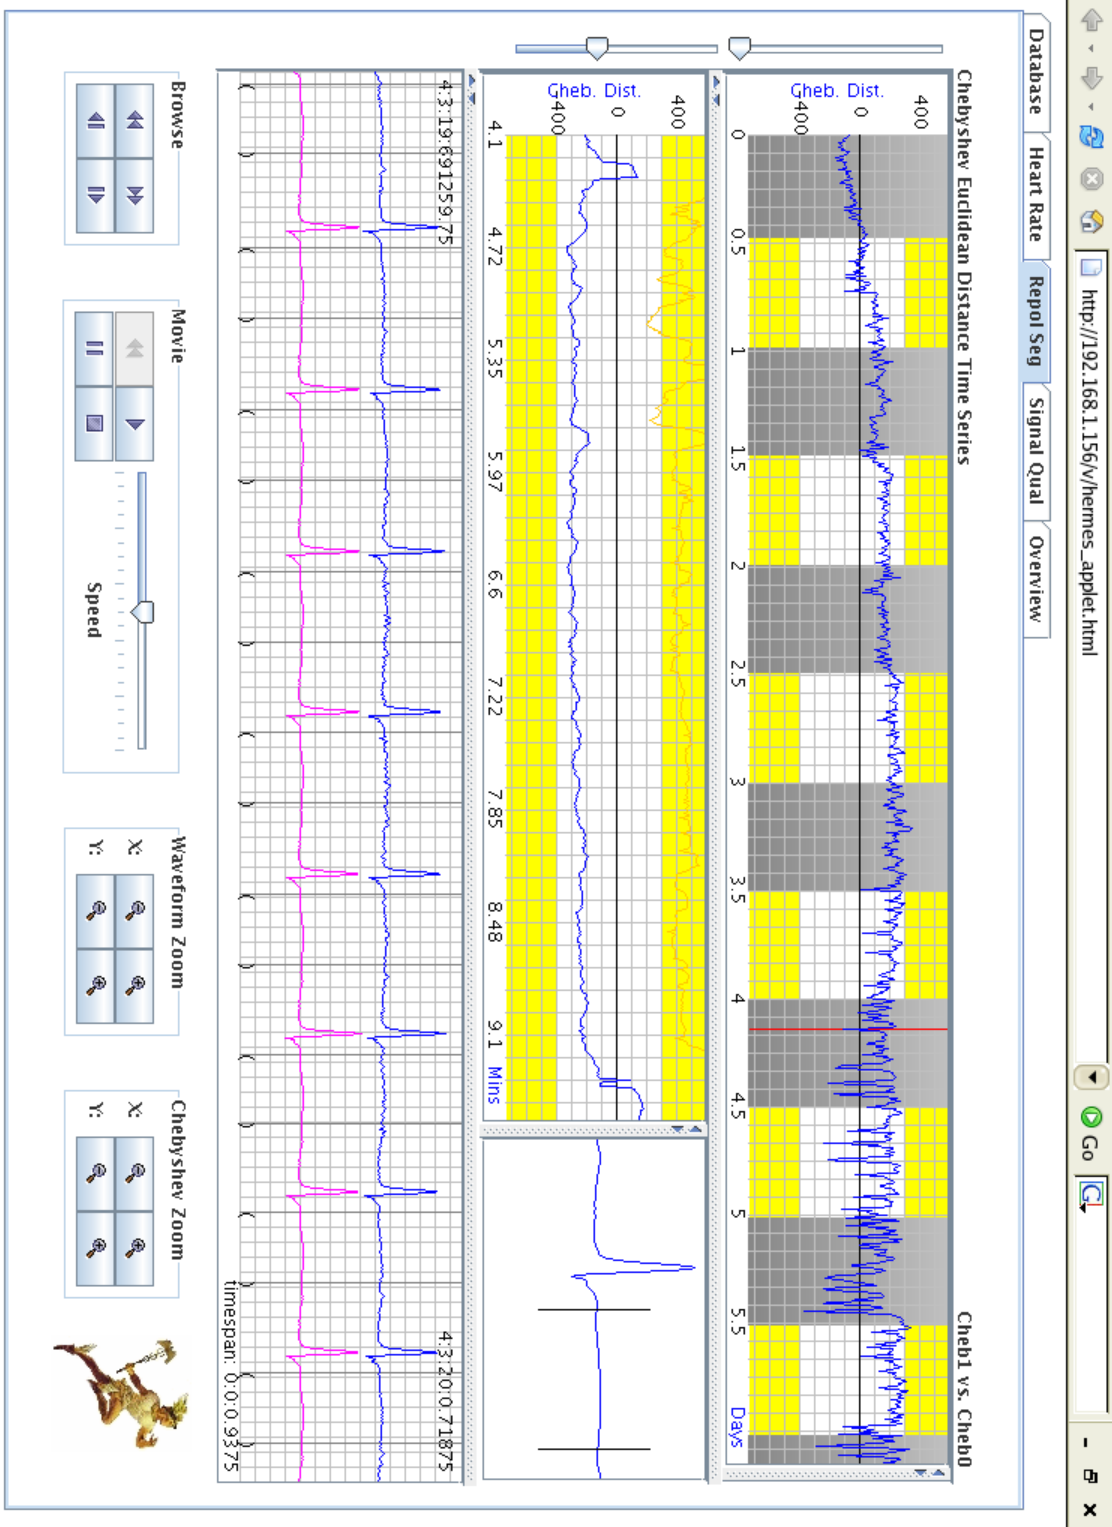 http://192.168.1.156/v/hermes_applet.html
Go
G
Database
Heart Rate
Repol Seg
Signal Qual
Overview
Chebyshev Euclidean Distance Time Series
Cheb1 vs. Cheb0
Gheb. Dist.
400
0
400
0
0.5
1
1.5
2
2.5
3
3.5
4
4.5
5
5.5
Days
Gheb. Dist.
400
0
400
4.1
4.72
5.35
5.97
6.6
7.22
7.85
8.48
9.1
Mins
4:3:19:691259.75
4:3:20:0.71875
timespan: 0:0:0.9375
Browse
Movie
Speed
Waveform Zoom
X:
Y:
Chebyshev Zoom
X:
Y: